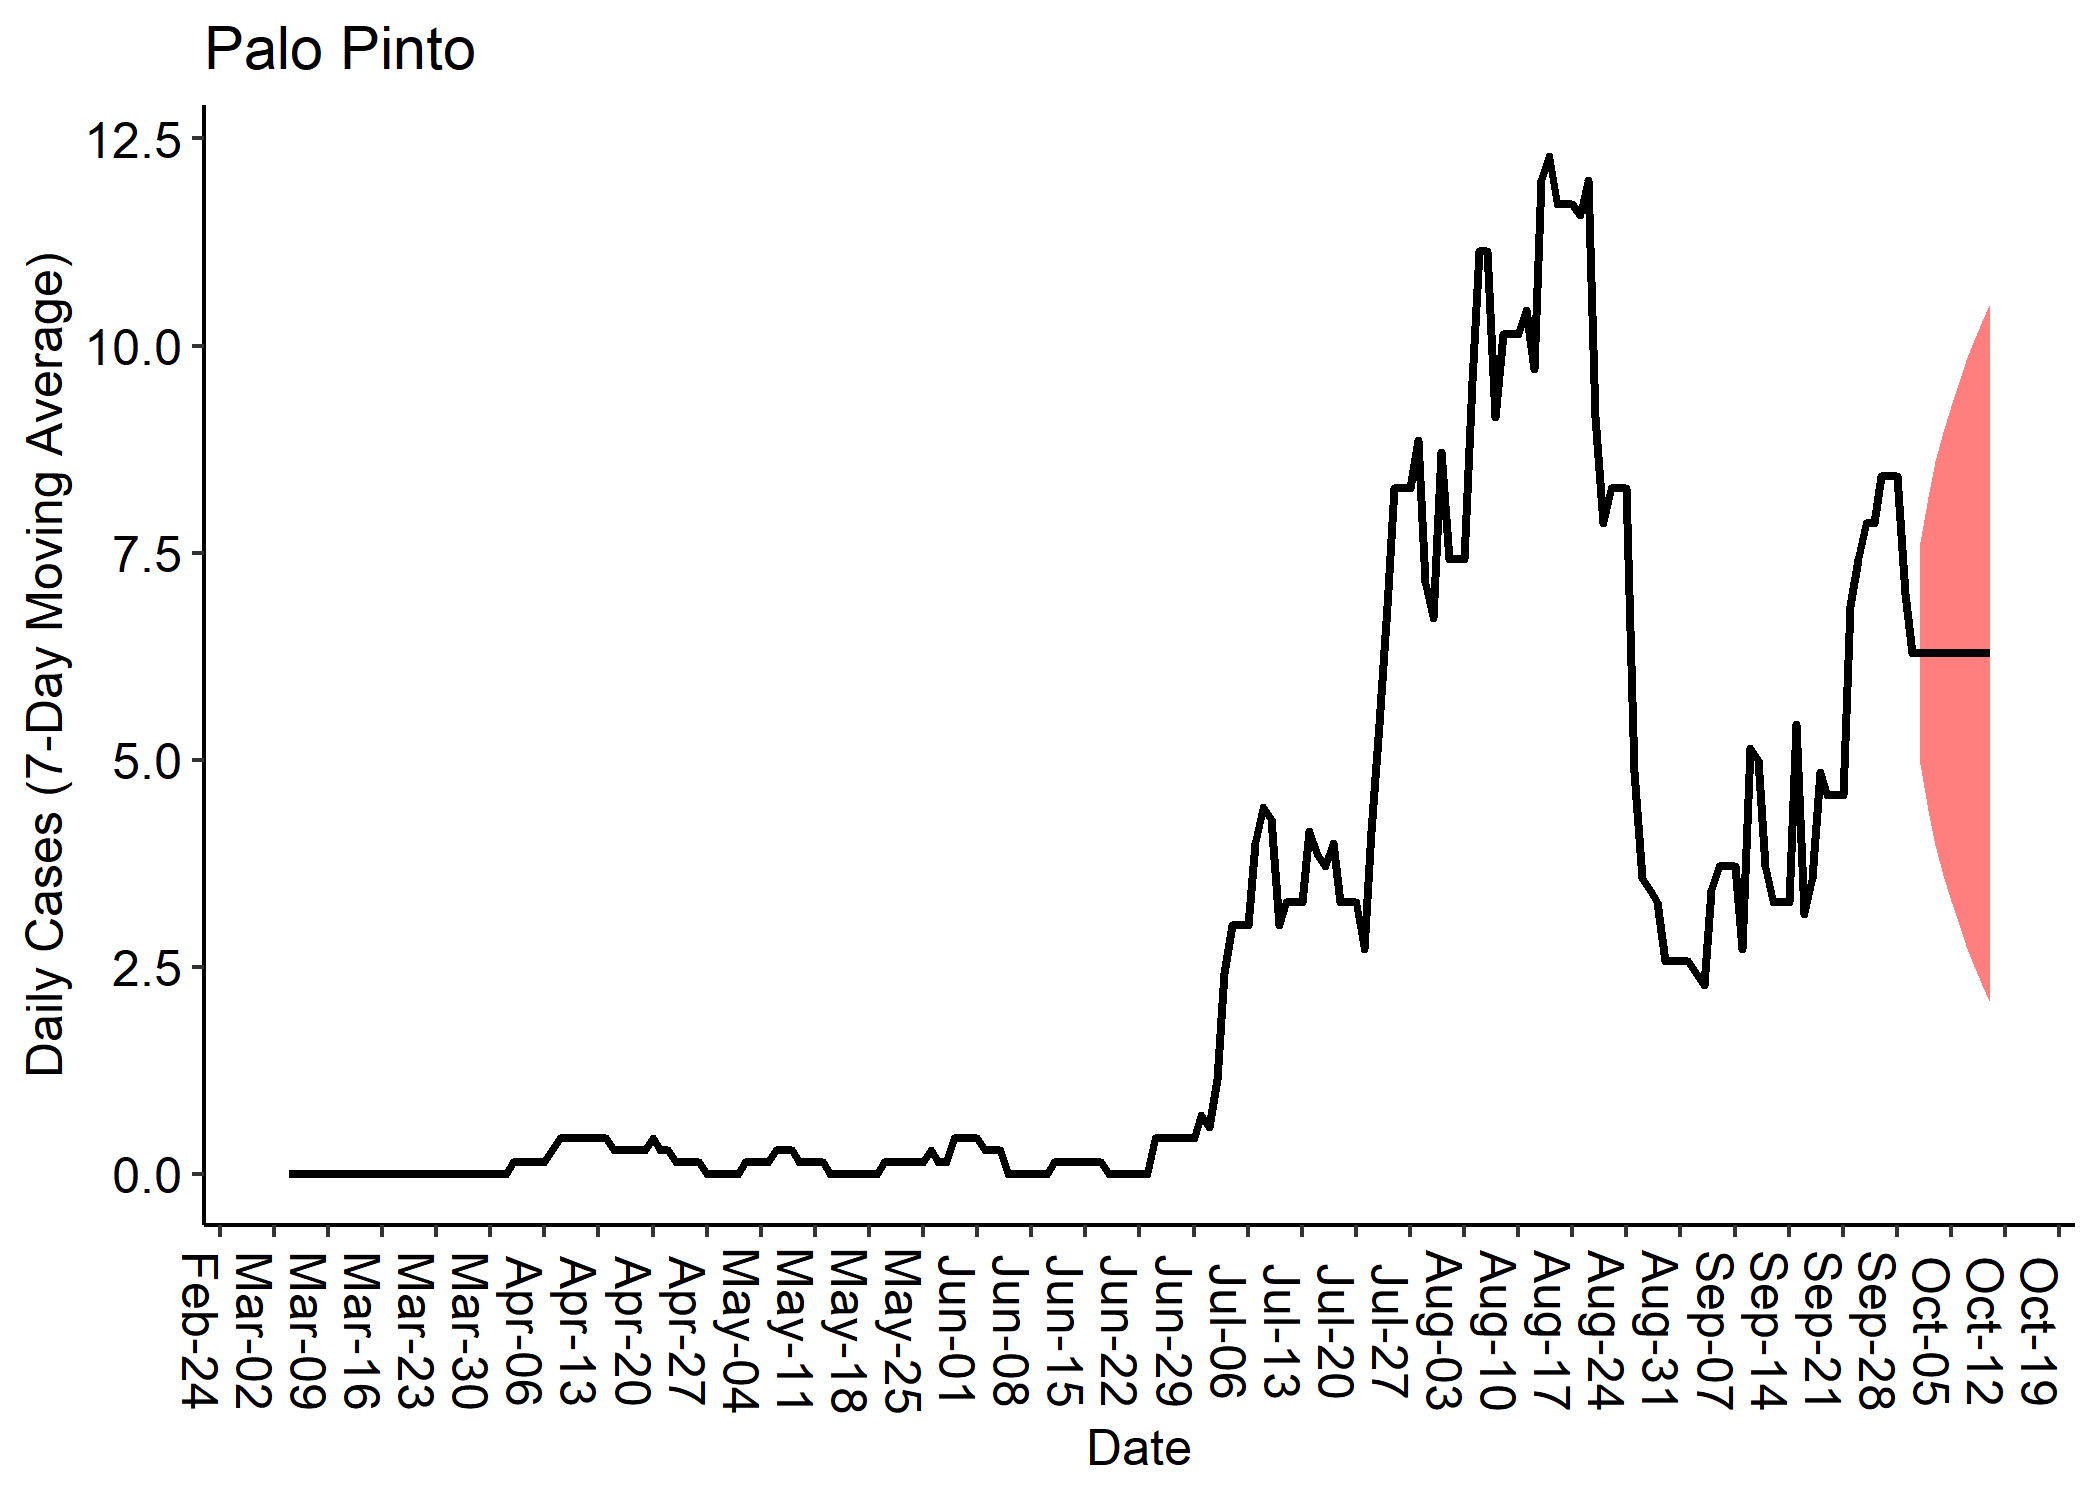 Palo Pinto
Daily Cases (7-Day Moving Average)
12.5
10.0
7.5
5.0
2.5
0.0
Feb-24
Mar-02
Mar-09
Mar-16
Mar-23
Mar-30
Apr-06
Apr-13
Apr-20
Apr-27
May-04
May-11
May-18
May-25
Jun-01
Jun-08
Jun-15
Jun-22
Jun-29
Jul-06
Jul-13
Jul-20
Jul-27
Aug-03
Aug-10
Aug-17
Aug-24
Aug-31
Sep-07
Sep-14
Sep-21
Sep-28
Oct-05
Oct-12
Oct-19
Date